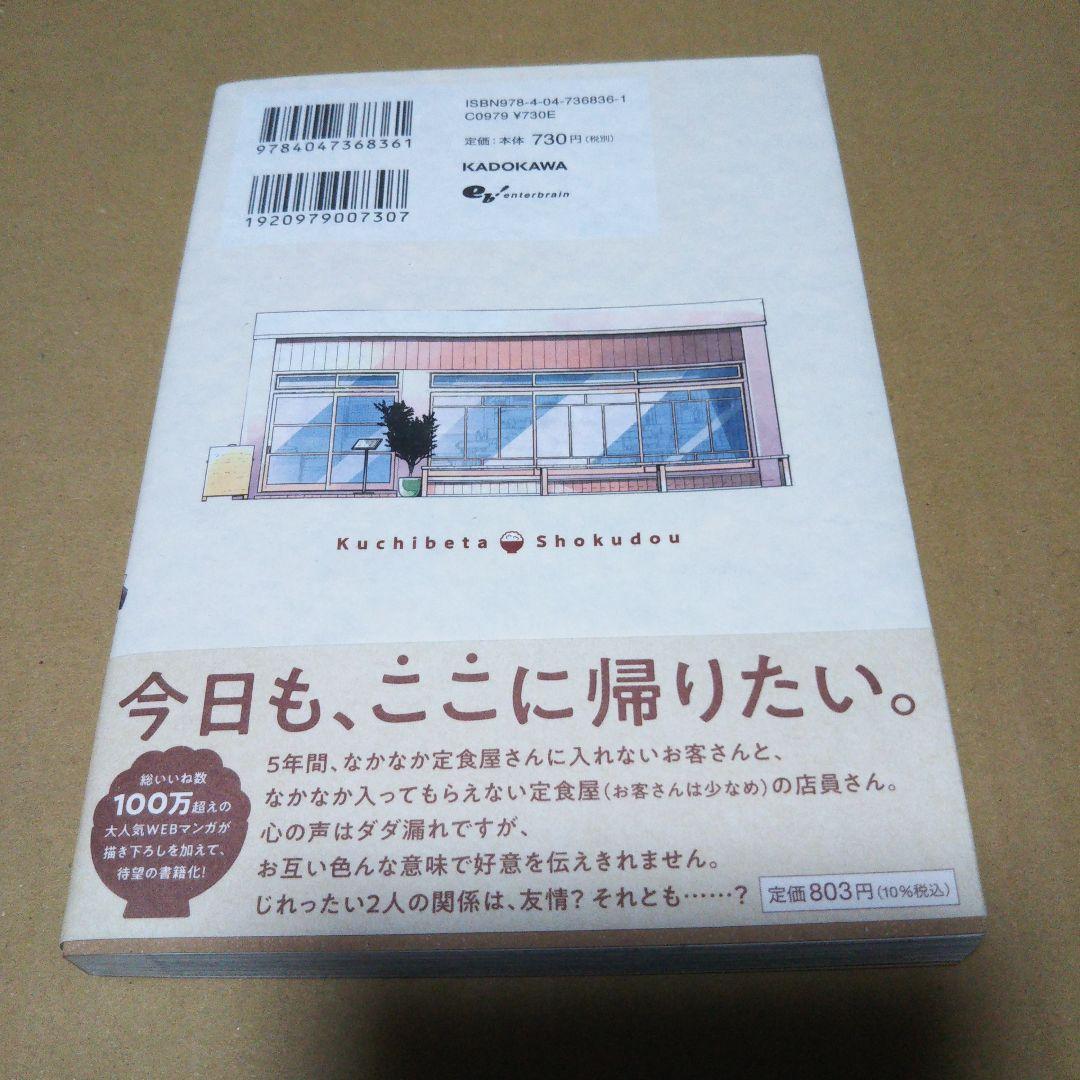 ISBN978-4-04-736836-1
C0979 ¥730E
定価：本体 730円（税別）
KADOKAWA
eb! enterbrain
9784047368361
1920979007307
Kuchibeta Shokudou
今日も、ここに帰りたい。
5年間、なかなか定食屋さんに入れないお客さんと、
なかなか入ってもらえない定食屋（お客さんは少なめ）の店員さん。
心の声はダダ漏れですが、
お互い色んな意味で好意を伝えきれません。
じれったい2人の関係は、友情？それとも……？
総いいね数
100万超えの
大人気WEBマンガが
描き下ろしを加えて、
待望の書籍化！
定価803円（10%税込）